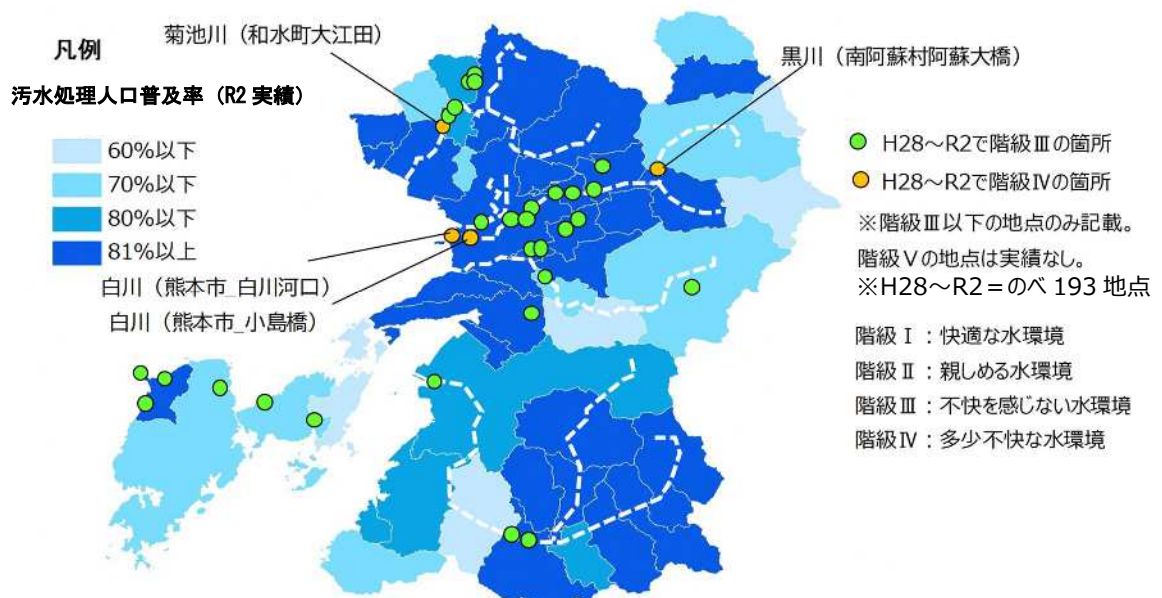 菊池川（和水町大江田）
凡例
黒川（南阿蘇村阿蘇大橋）
汚水処理人口普及率（R2 実績）
60%以下
70%以下
80%以下
81%以上
H28～R2で階級Ⅲの箇所
H28～R2で階級Ⅳの箇所
※階級Ⅲ以下の地点のみ記載。
階級Ⅴの地点は実績なし。
※H28～R2＝のべ 193 地点
白川（熊本市_白川河口）
白川（熊本市_小島橋）
階級Ⅰ：快適な水環境
階級Ⅱ：親しめる水環境
階級Ⅲ：不快を感じない水環境
階級Ⅳ：多少不快な水環境